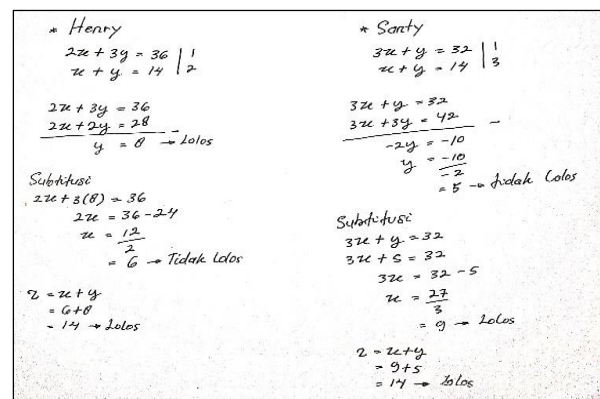 * Henry
2x + 3y = 36 | 1
x + y = 14 | 2
2x + 3y = 36
2x + 2y = 28 -
y = 8 → Lolos
Substitusi
2x + 3(8) = 36
2x = 36 - 24
x = 12
2
= 6 → Tidak Lolos
z = x + y
= 6+8
= 14 → Lolos
* Santy
3x + y = 32 | 1
x + y = 14 | 3
3x + y = 32
3x + 3y = 42 -
-2y = -10
y = -10
-2
= 5 → tidak Lolos
Substitusi
3x + y = 32
3x + 5 = 32
3x = 32 - 5
x = 27
3
= 9 → Lolos
z = x+y
= 9+5
= 14 → Lolos